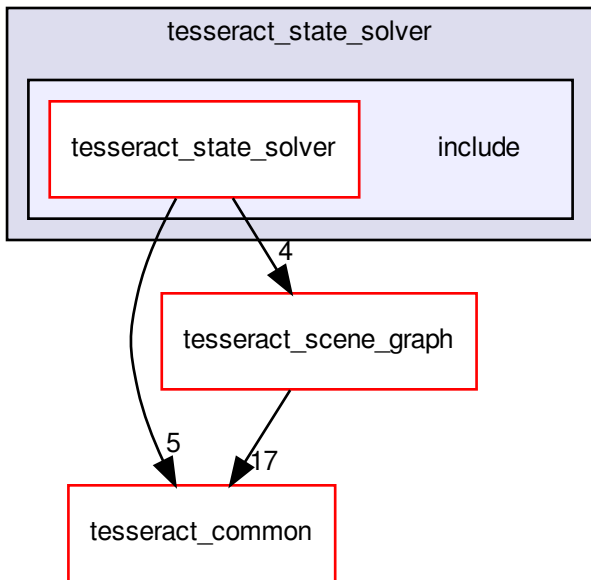 tesseract_state_solver
tesseract_state_solver
include
4
tesseract_scene_graph
5
17
tesseract_common